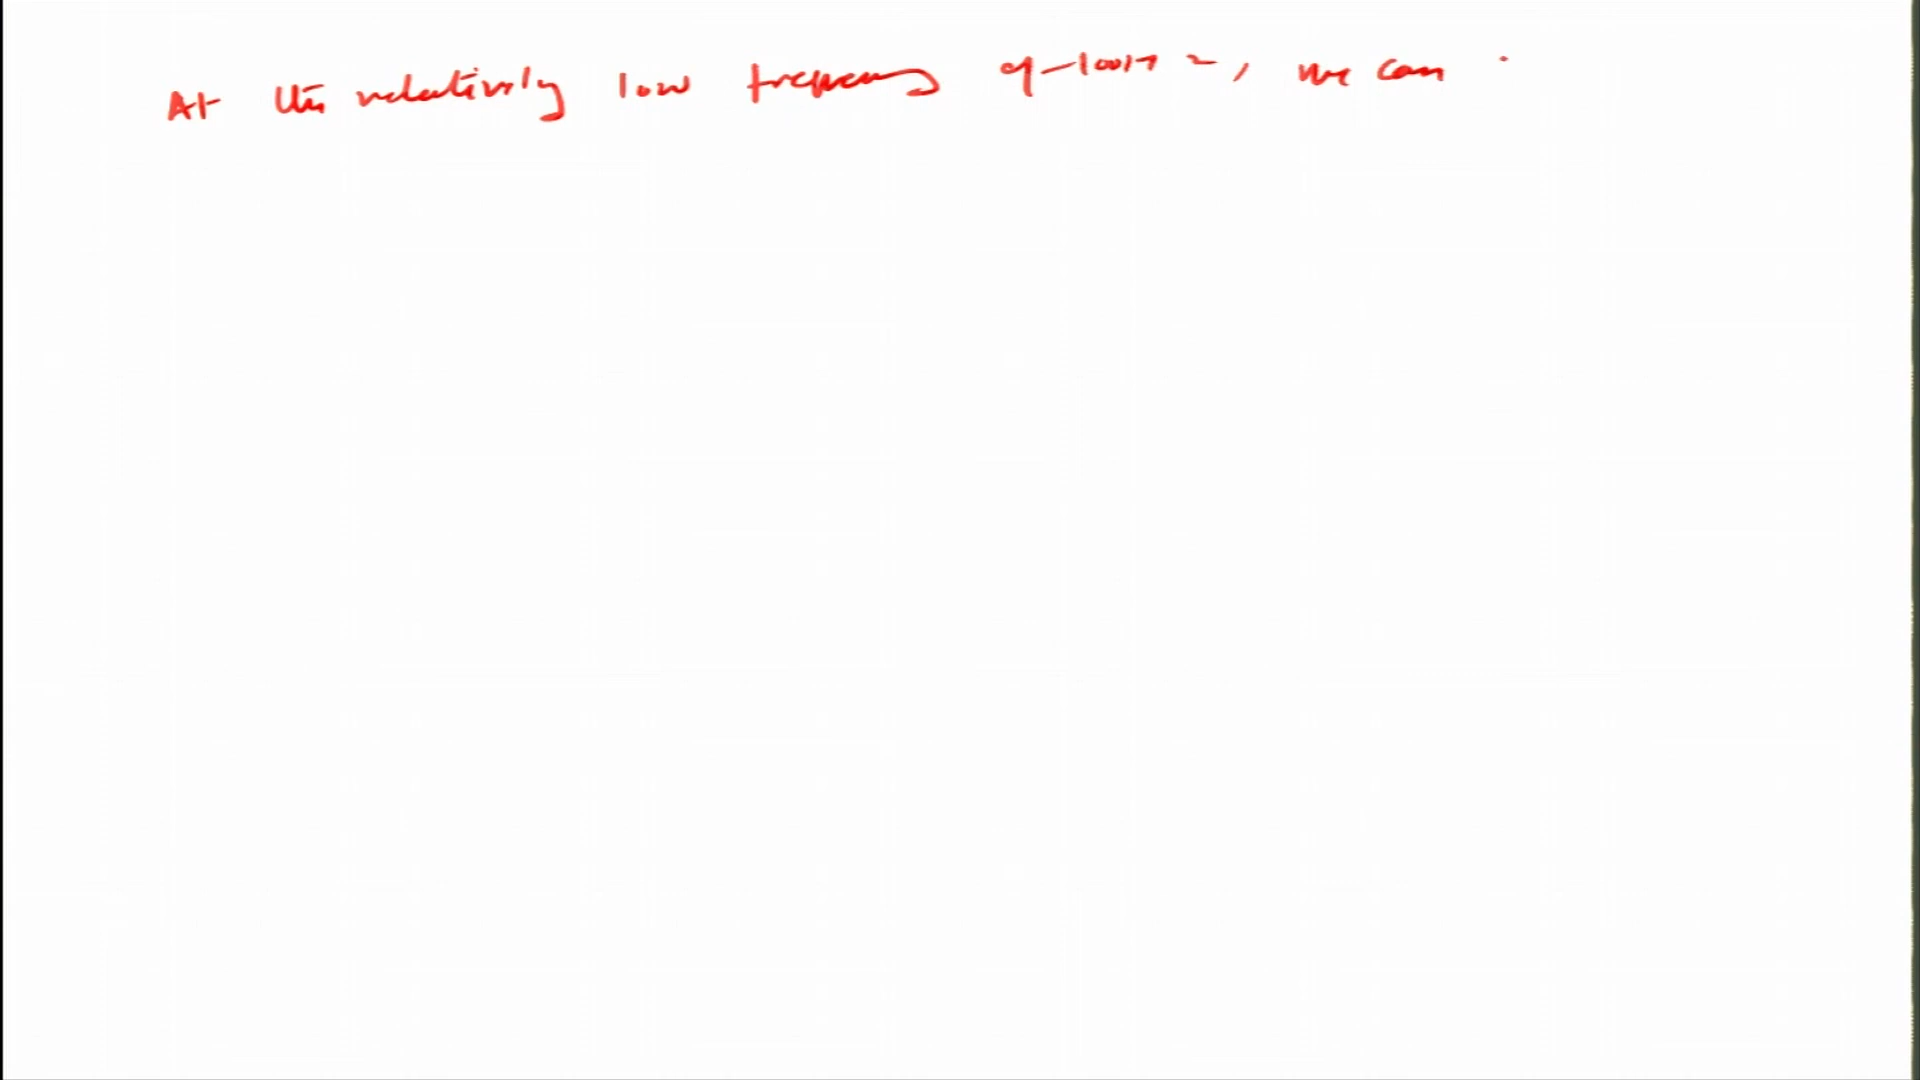 At the relatively low frequency of 100Hz, we can